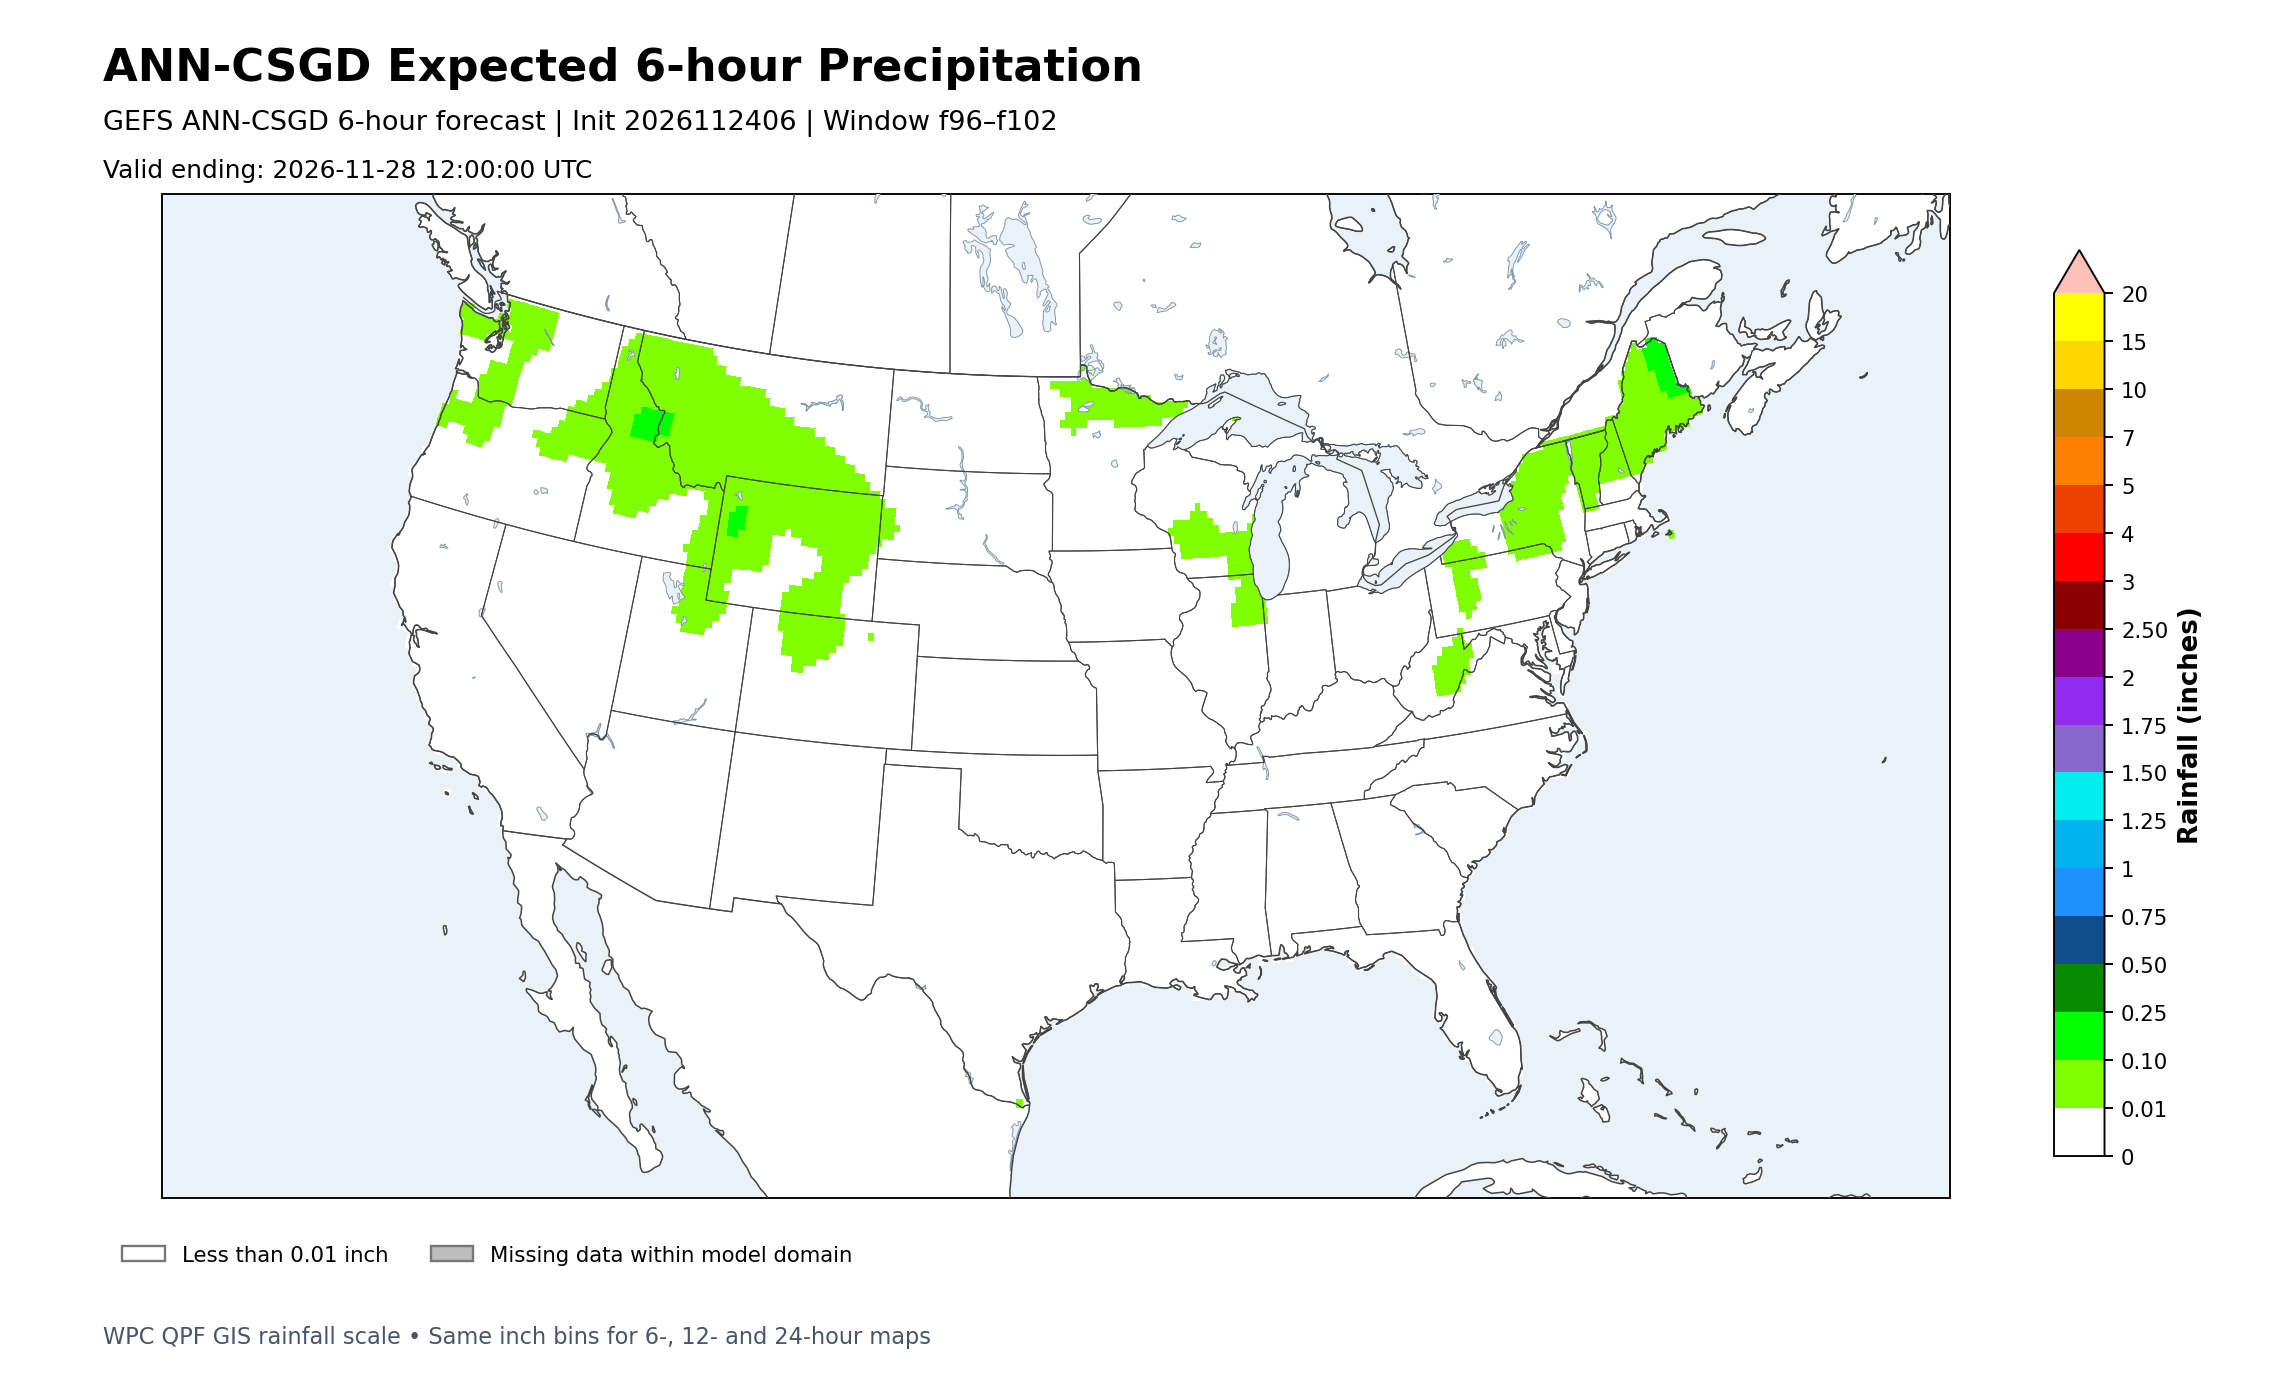 ANN-CSGD Expected 6-hour Precipitation
GEFS ANN-CSGD 6-hour forecast | Init 2026112406 | Window f96–f102
Valid ending: 2026-11-28 12:00:00 UTC
20
15
10
7
5
4
3
2.50
2
1.75
1.50
1.25
1
0.75
0.50
0.25
0.10
0.01
0
Rainfall (inches)
Less than 0.01 inch
Missing data within model domain
WPC QPF GIS rainfall scale • Same inch bins for 6-, 12- and 24-hour maps